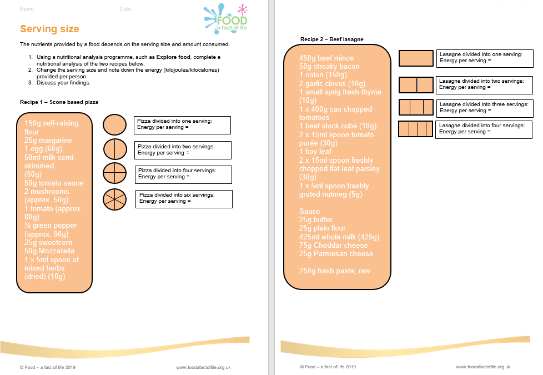 Name:
Date:
FOOD
a fact of life
Serving size
The nutrients provided by a food depends on the serving size and amount consumed.
1. Using a nutritional analysis programme, such as Explore food, complete a
nutritional analysis of the two recipes below.
2. Change the serving size and note down the energy (kilojoules/kilocalories)
provided per person.
3. Discuss your findings.
Recipe 1 – Scone based pizza
150g self-raising
flour
25g margarine
1 egg (60g)
50ml milk semi
skimmed
(50g)
50g tomato sauce
2 mushrooms
(approx. 50g)
1 tomato (approx.
80g)
½ green pepper
(approx. 90g)
25g sweetcorn
50g Mozzarella
1 x 5ml spoon of
mixed herbs
(dried) (10g)
Pizza divided into one serving:
Energy per serving =
Pizza divided into two servings
Energy per serving =
Pizza divided into four servings:
Energy per serving =
Pizza divided into six servings:
Energy per serving =
© Food – a fact of life 2019
www.foodafactoflife.org.uk
Recipe 2 – Beef lasagne
450g beef mince
50g streaky bacon
1 onion (150g)
2 garlic cloves (10g)
1 small sprig fresh thyme
(10g)
1 x 400g can chopped
tomatoes
1 beef stock cube (10g)
2 x 15ml spoon tomato
purée (30g)
1 bay leaf
2 x 15ml spoon freshly
chopped flat-leaf parsley
(30g)
1 x 5ml spoon freshly
grated nutmeg (5g)
Sauce
25g butter
25g plain flour
425ml whole milk (425g)
75g Cheddar cheese
25g Parmesan cheese
250g fresh pasta, raw
Lasagne divided into one serving:
Energy per serving =
Lasagne divided into two servings:
Energy per serving =
Lasagne divided into three servings:
Energy per serving =
Lasagne divided into four servings:
Energy per serving =
© Food – a fact of life 2019
www.foodafactoflife.org.uk